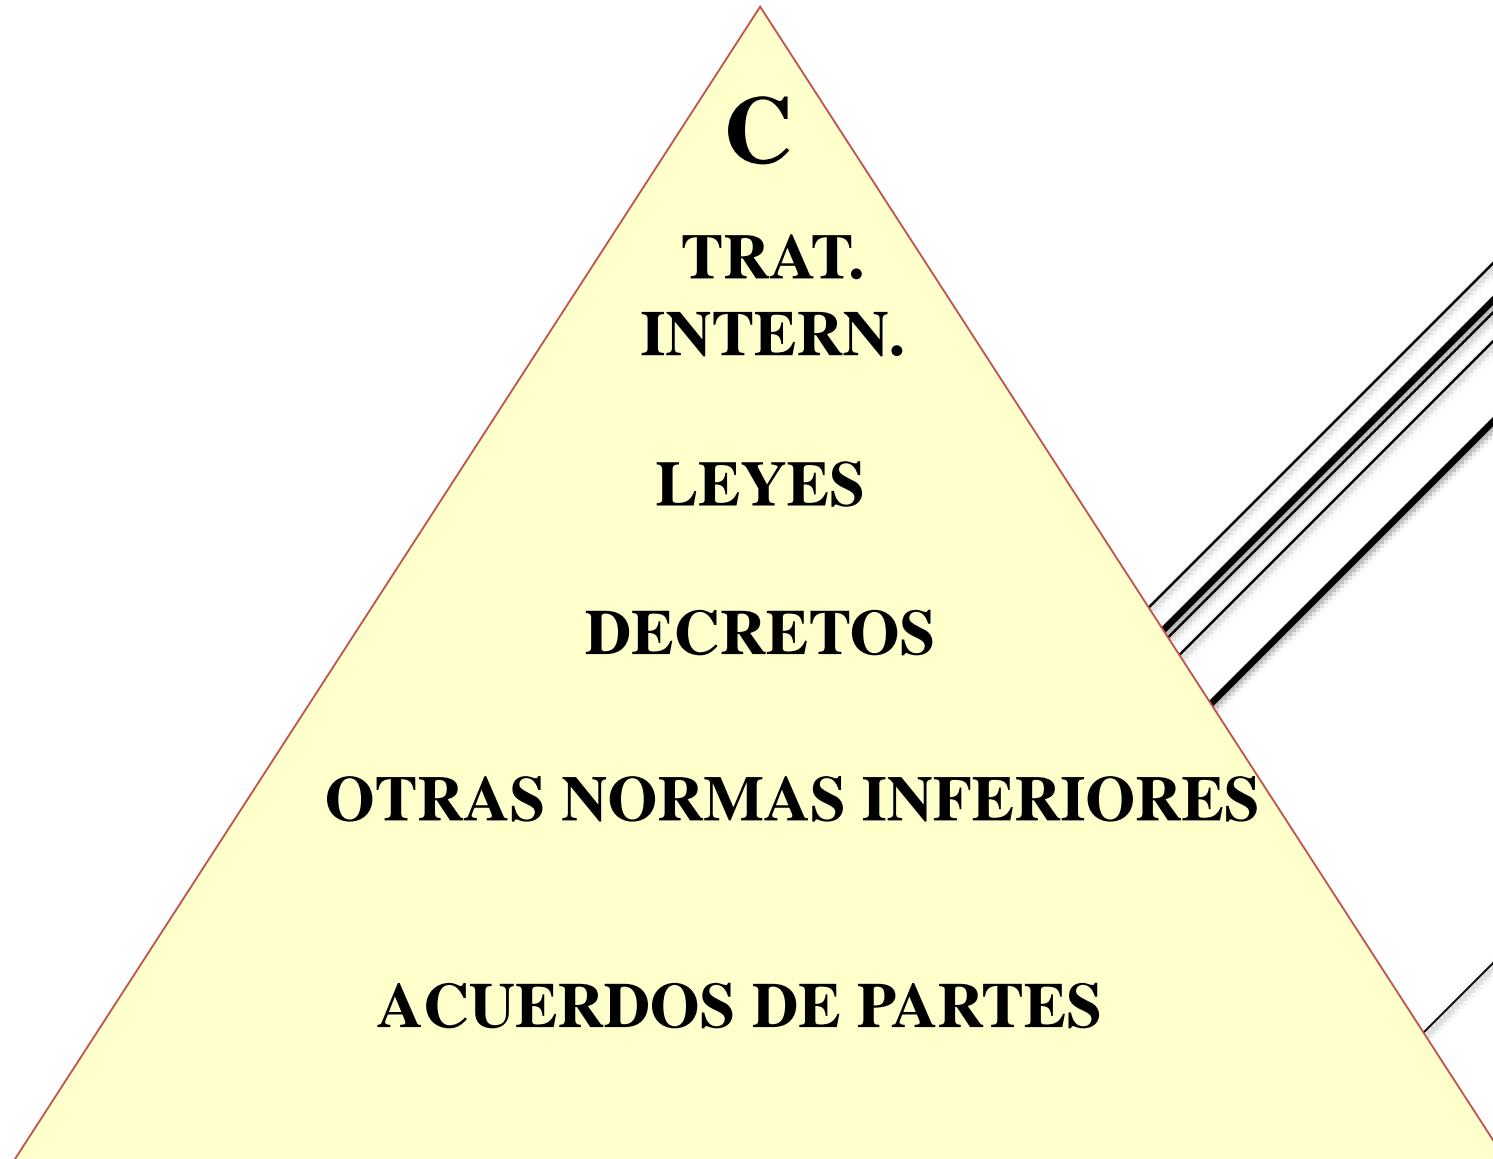 C
TRAT.
INTERN.
LEYES
DECRETOS
OTRAS NORMAS INFERIORES
ACUERDOS DE PARTES